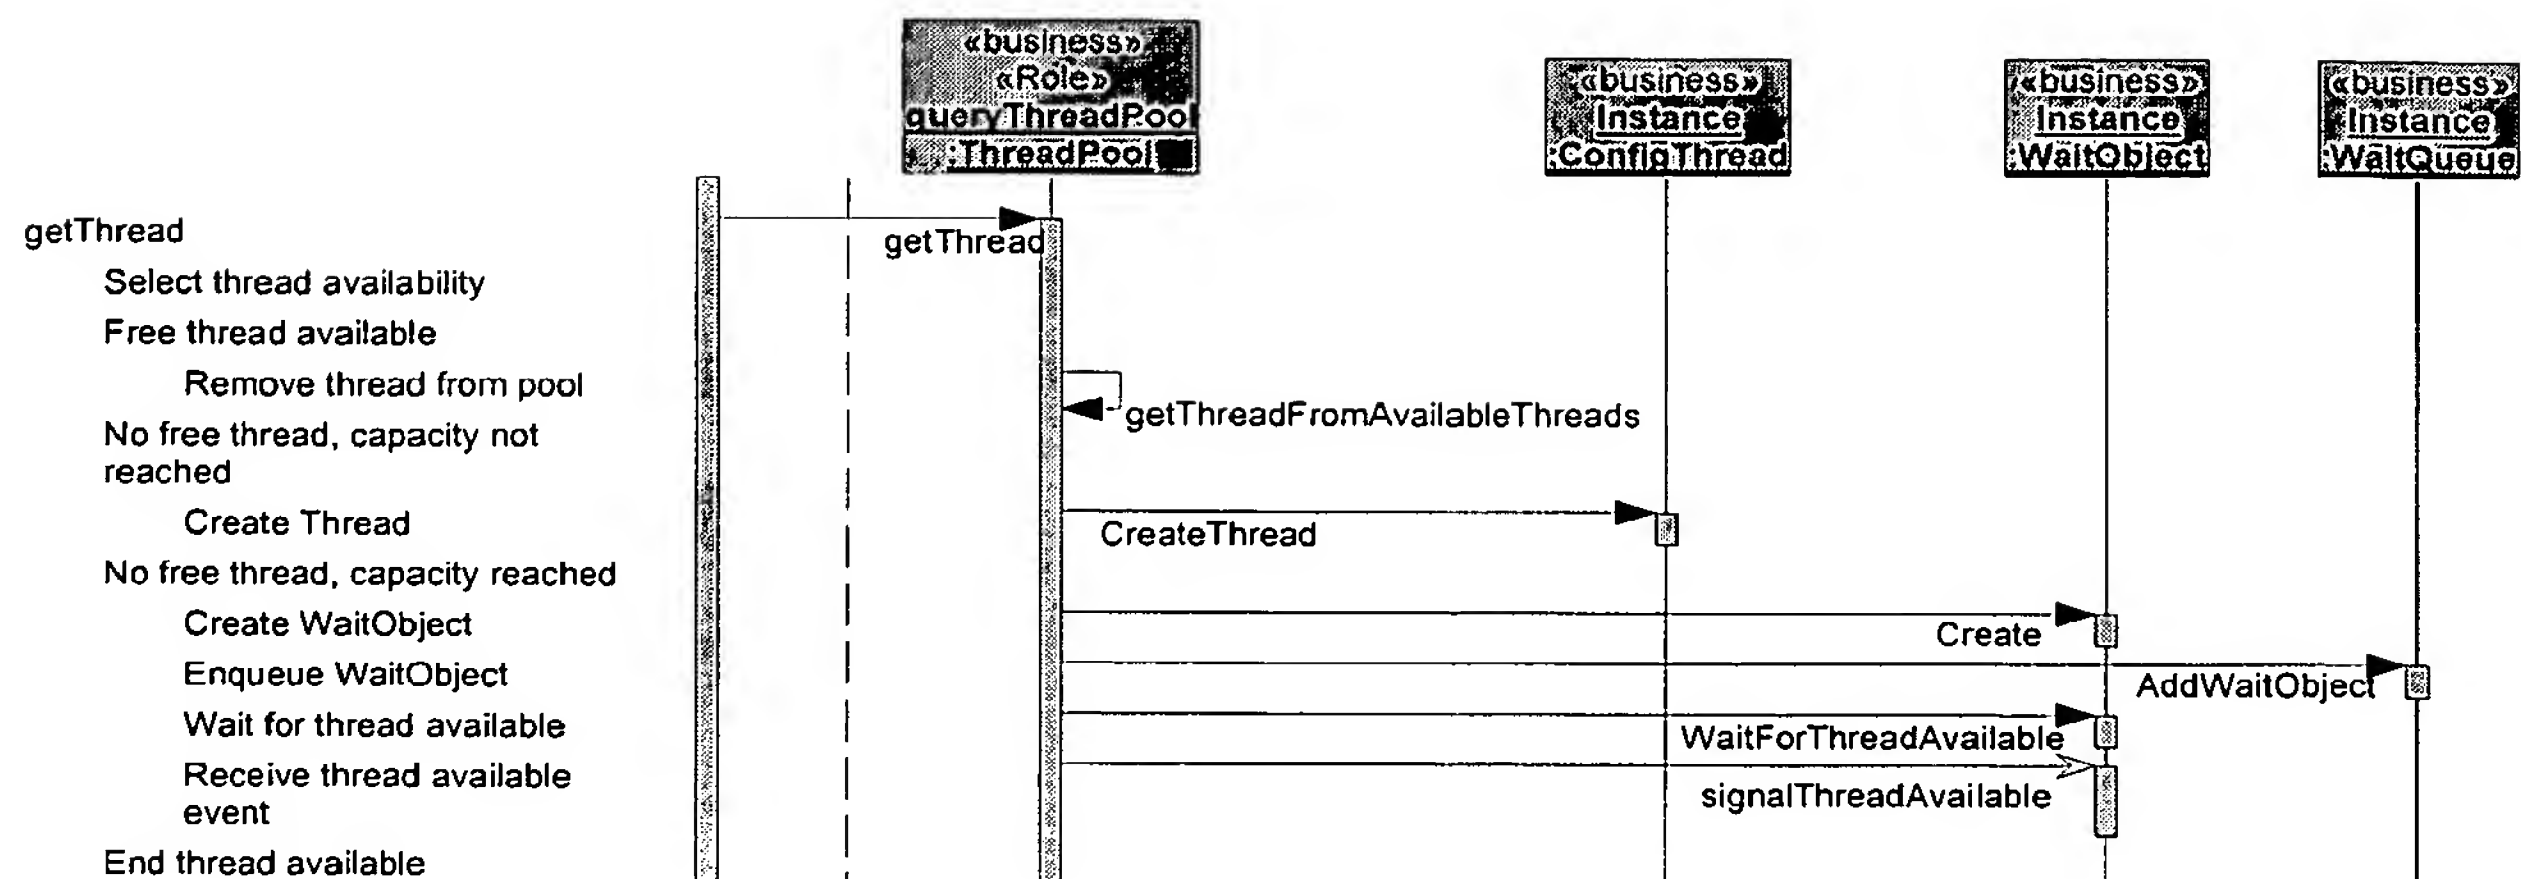 «business»
«Role»
queryThreadPool
:ThreadPool
«business»
Instance
:ConfigThread
«business»
Instance
:WaitObject
«business»
Instance
:WaitQueue
getThread
getThread
Select thread availability
Free thread available
Remove thread from pool
getThreadFromAvailableThreads
No free thread, capacity not
reached
Create Thread
CreateThread
No free thread, capacity reached
Create WaitObject
Create
Enqueue WaitObject
AddWaitObject
Wait for thread available
WaitForThreadAvailable
Receive thread available
event
signalThreadAvailable
End thread available